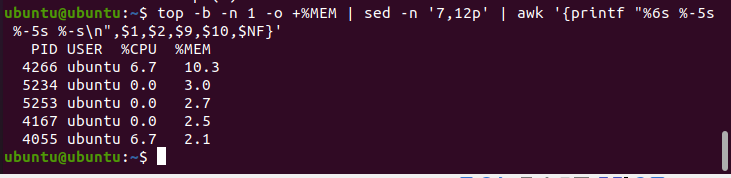 ubuntu@ubuntu:~$ top -b -n 1 -o +%MEM | sed -n '7,12p' | awk '{printf "%6s %-5s
 %-5s %-s\n",$1,$2,$9,$10,$NF}'
   PID USER  %CPU  %MEM
  4266 ubuntu 6.7   10.3
  5234 ubuntu 0.0   3.0
  5253 ubuntu 0.0   2.7
  4167 ubuntu 0.0   2.5
  4055 ubuntu 6.7   2.1
ubuntu@ubuntu:~$